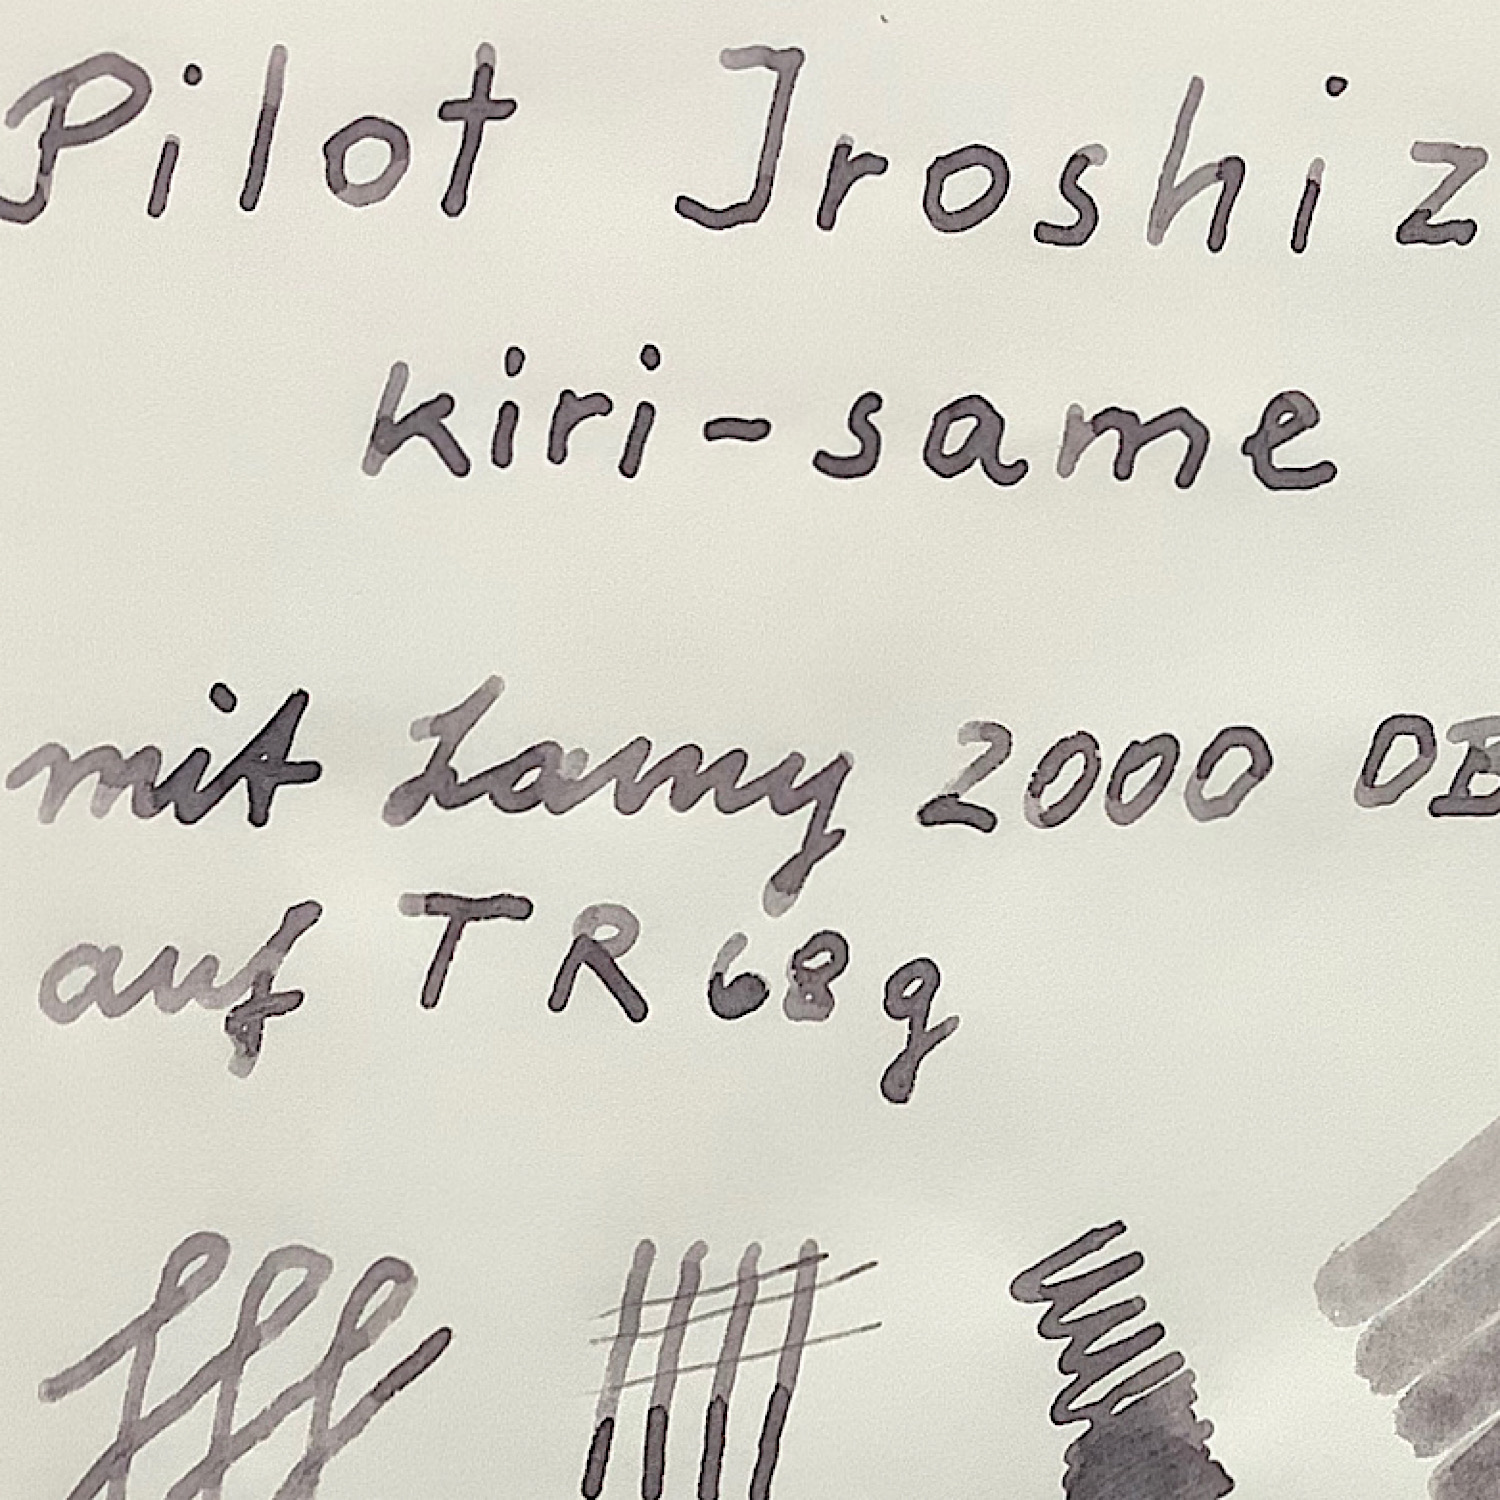 Pilot Iroshiz
kiri-same
mit Lamy 2000 OB
auf TR 68g